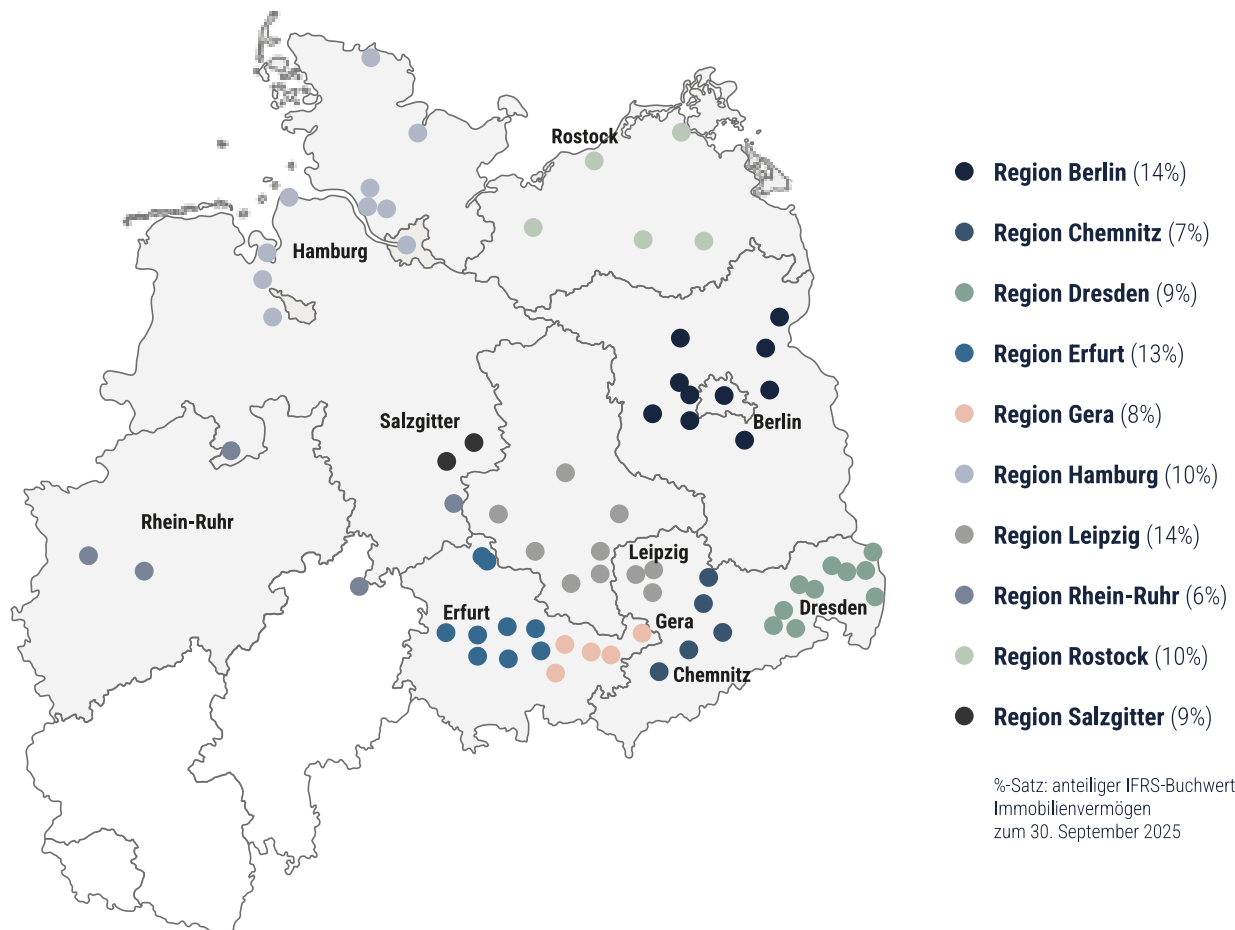 Rostock
Hamburg
Salzgitter
Berlin
Rhein-Ruhr
Leipzig
Erfurt
Gera
Dresden
Chemnitz
Region Berlin (14%)
Region Chemnitz (7%)
Region Dresden (9%)
Region Erfurt (13%)
Region Gera (8%)
Region Hamburg (10%)
Region Leipzig (14%)
Region Rhein-Ruhr (6%)
Region Rostock (10%)
Region Salzgitter (9%)
%-Satz: anteiliger IFRS-Buchwert
Immobilienvermögen
zum 30. September 2025